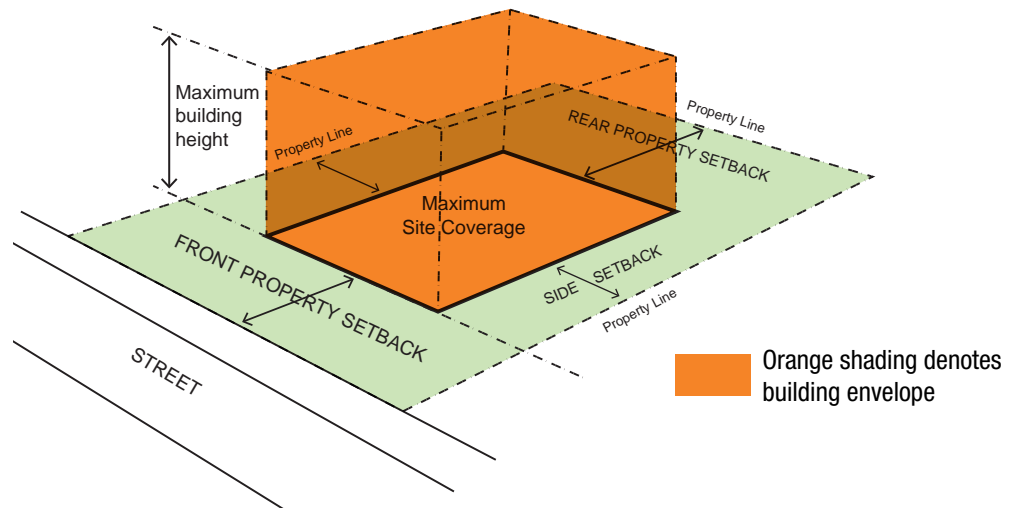 Maximum
building
height
Property Line
Property Line
REAR PROPERTY SETBACK
Maximum
Site Coverage
FRONT PROPERTY SETBACK
SIDE SETBACK
Property Line
STREET
Orange shading denotes
building envelope